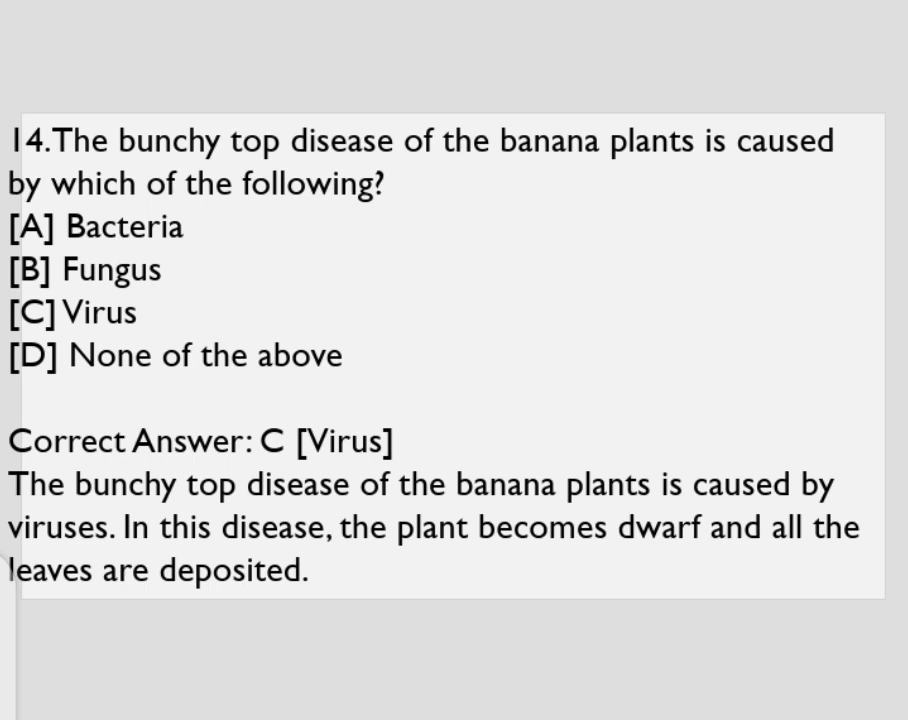 14.The bunchy top disease of the banana plants is caused
by which of the following?
[A] Bacteria
[B] Fungus
[C] Virus
[D] None of the above
Correct Answer: C [Virus]
The bunchy top disease of the banana plants is caused by
viruses. In this disease, the plant becomes dwarf and all the
leaves are deposited.